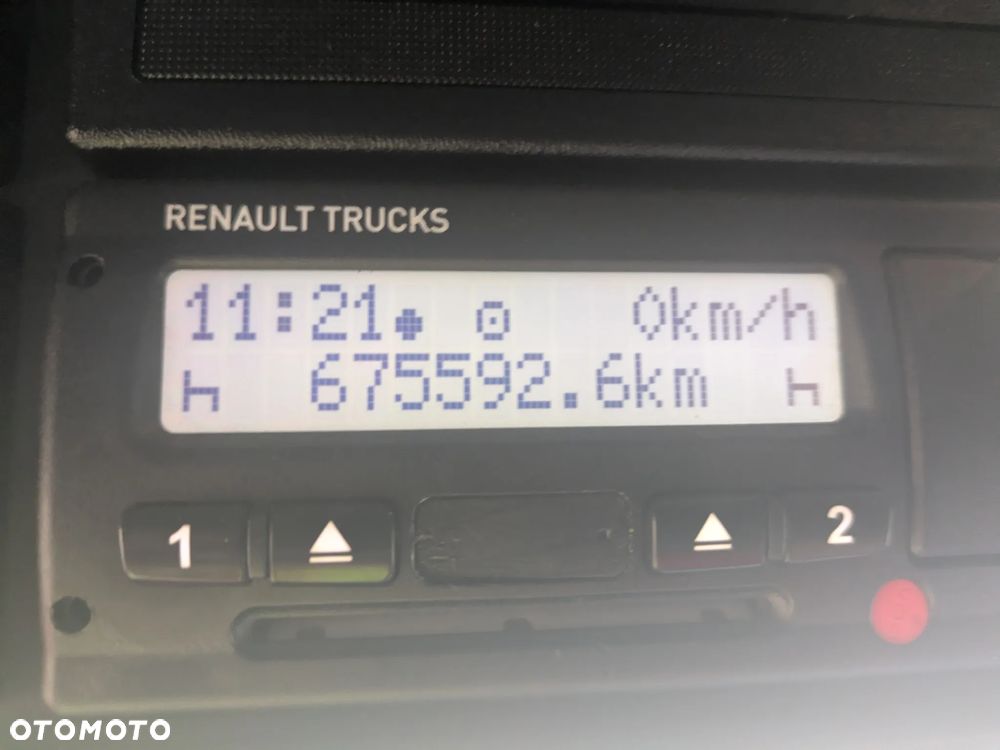 RENAULT TRUCKS
11:21 0km/h
675592.6km
1 2
OTOMOTO